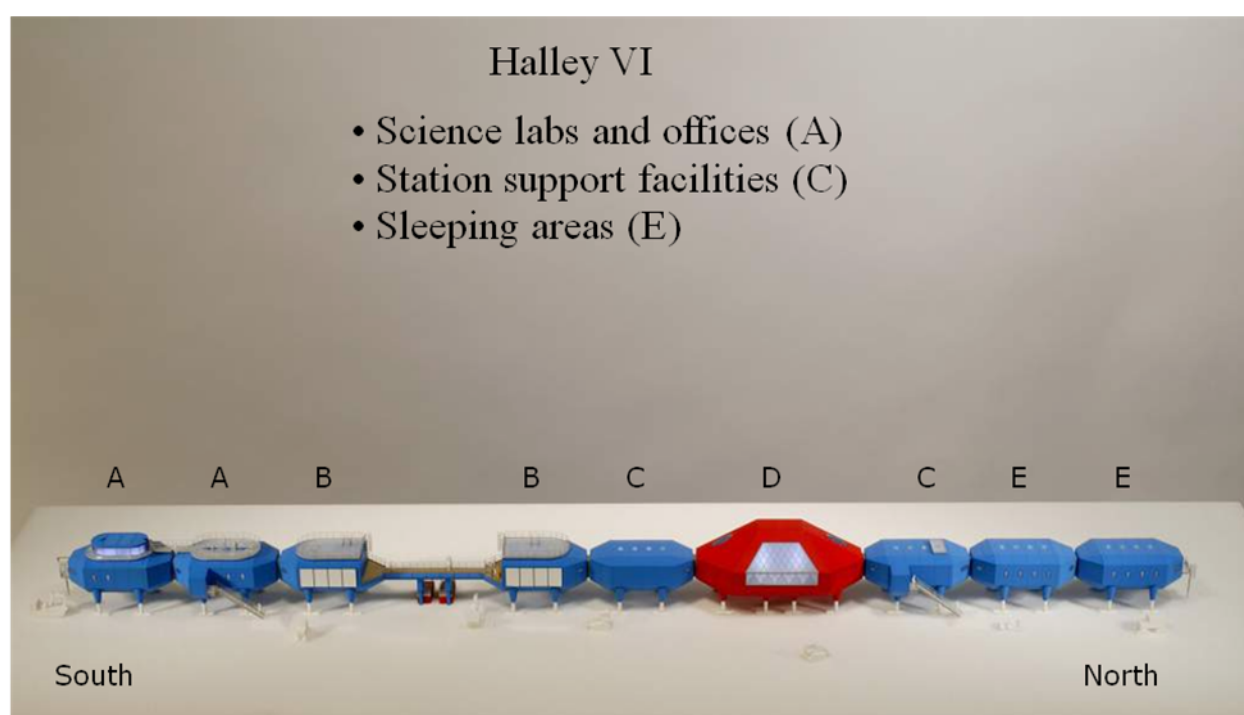 Halley VI
• Science labs and offices (A)
• Station support facilities (C)
• Sleeping areas (E)
A A B B C D C E E
South North